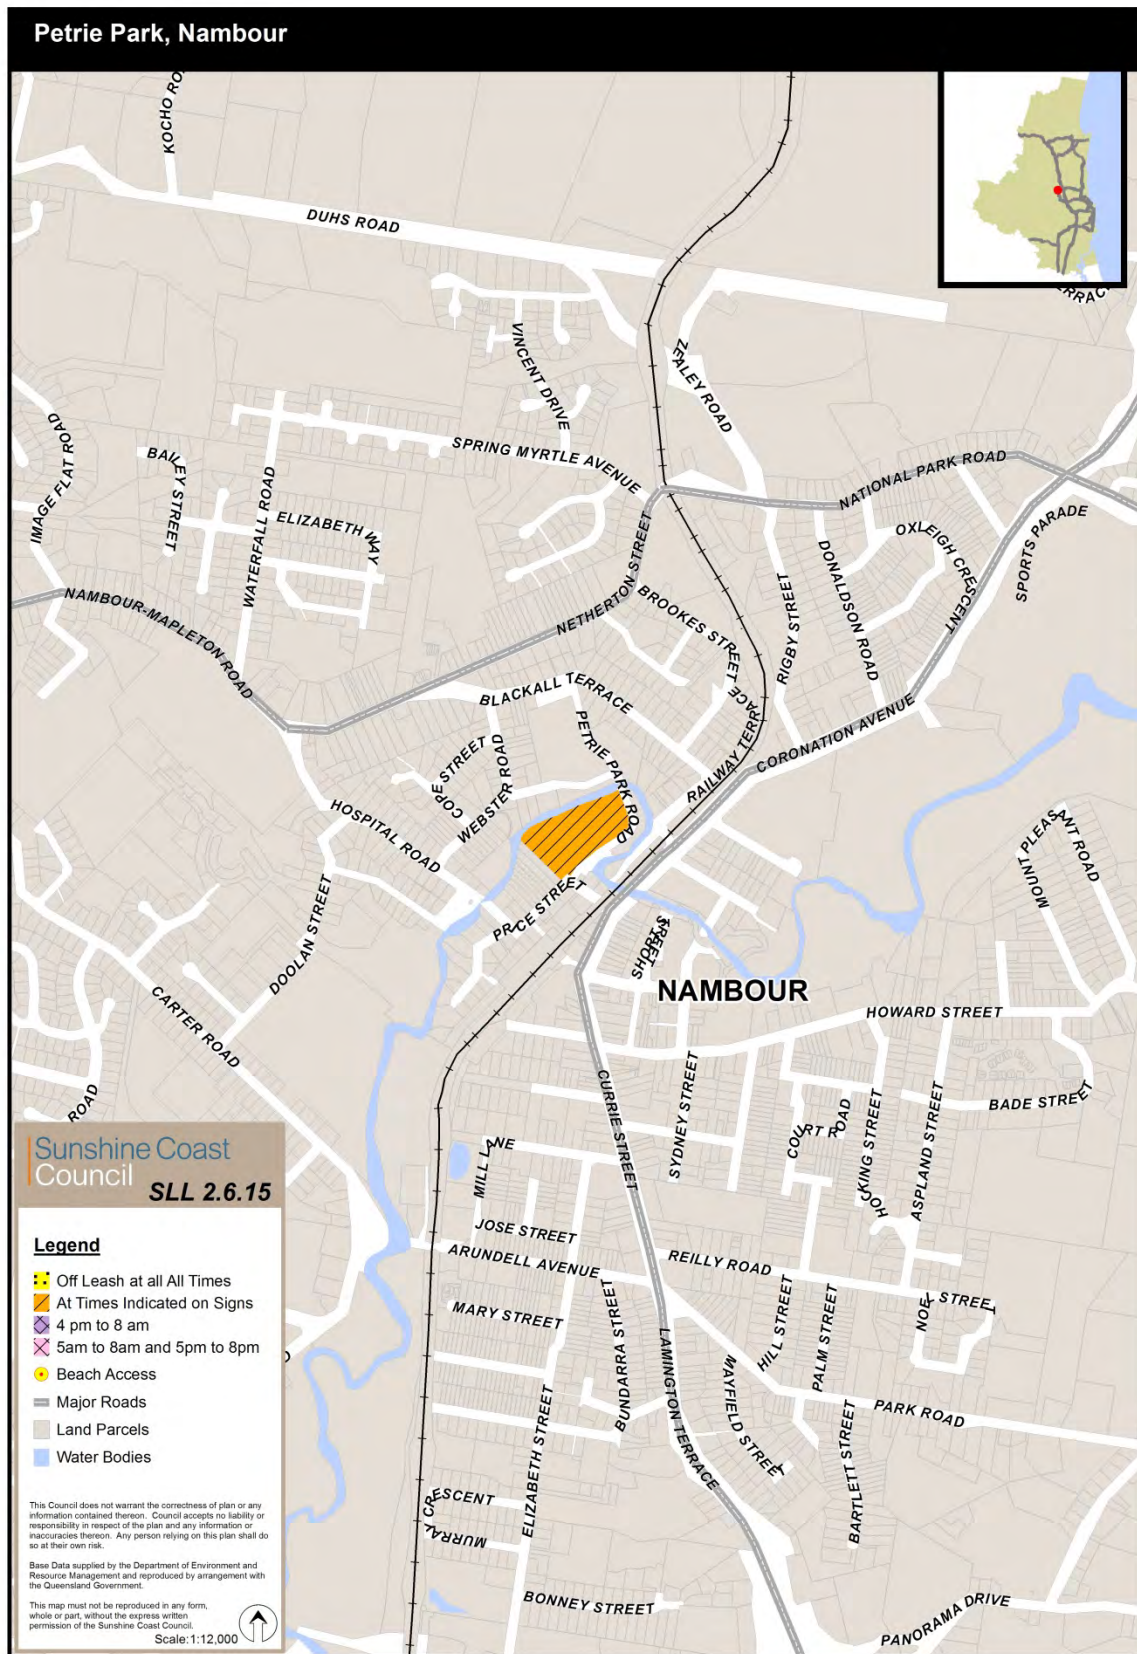 Petrie Park, Nambour
KOCHO
DUHS ROAD
VINCENT DRIVE
ZEALEY ROAD
SPRING MYRTLE AVENUE
NATIONAL PARK ROAD
IMAGE FLAT ROAD
BAILEY STREET
WATERFALL ROAD
ELIZABETH WAY
OXLEIGH CRESCENT
SPORTS PARADE
DONALDSON ROAD
NETHERTON STREET
BROOKES STREET
RIGBY STREET
NAMBOUR-MAPLETON ROAD
BLACKALL TERRACE
PETRIE PARK ROAD
RAILWAY TERRACE
CORONATION AVENUE
COPE STREET
WEBSTER ROAD
HOSPITAL ROAD
MOUNT PLEASANT ROAD
PRICE STREET
DOOLAN STREET
STREET
NAMBOUR
CARTER ROAD
HOWARD STREET
CURRIE STREET
SYDNEY STREET
COURT ROAD
KING STREET
ASPLAND STREET
BADE STREET
ROAD
MILL LANE
JOSE STREET
ARUNDELL AVENUE
REILLY ROAD
MARY STREET
BUNDARRA STREET
HILL STREET
PALM STREET
NOEL STREET
LAMINGTON TERRACE
MAYFIELD STREET
PARK ROAD
ELIZABETH STREET
BARTLETT STREET
MURRAY CRESCENT
BONNEY STREET
PANORAMA DRIVE
Sunshine Coast
Council
SLL 2.6.15
Legend
Off Leash at all All Times
At Times Indicated on Signs
4 pm to 8 am
5am to 8am and 5pm to 8pm
Beach Access
Major Roads
Land Parcels
Water Bodies
This Council does not warrant the correctness of plan or any
information contained thereon. Council accepts no liability or
responsibility in respect of the plan and any information or
inaccuracies thereon. Any person relying on this plan shall do
so at their own risk.
Base Data supplied by the Department of Environment and
Resource Management and reproduced by arrangement with
the Queensland Government.
This map must not be reproduced in any form,
whole or part, without the express written
permission of the Sunshine Coast Council.
Scale:1:12,000